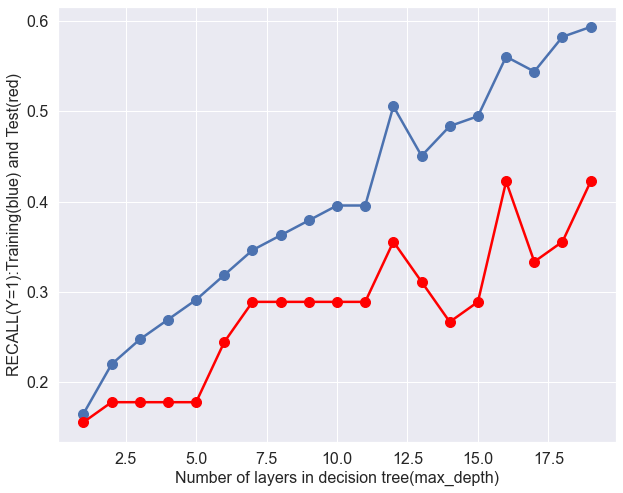 RECALL(Y=1):Training(blue) and Test(red)
0.6
0.5
0.4
0.3
0.2
2.5 5.0 7.5 10.0 12.5 15.0 17.5
Number of layers in decision tree(max_depth)